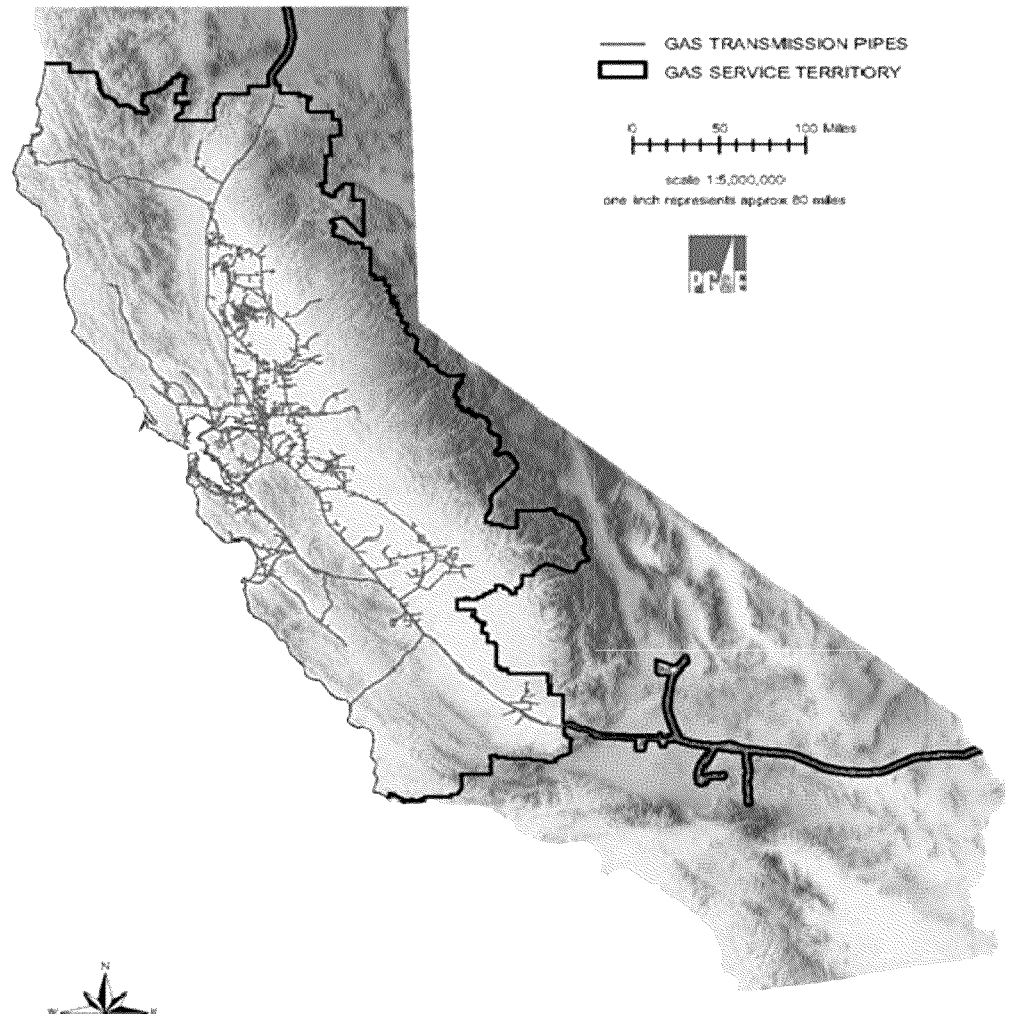 GAS TRANSMISSION PIPES
GAS SERVICE TERRITORY
0 50 100 Miles
scale 1:5,000,000
one inch represents approx 80 miles
PG&E
N
W E